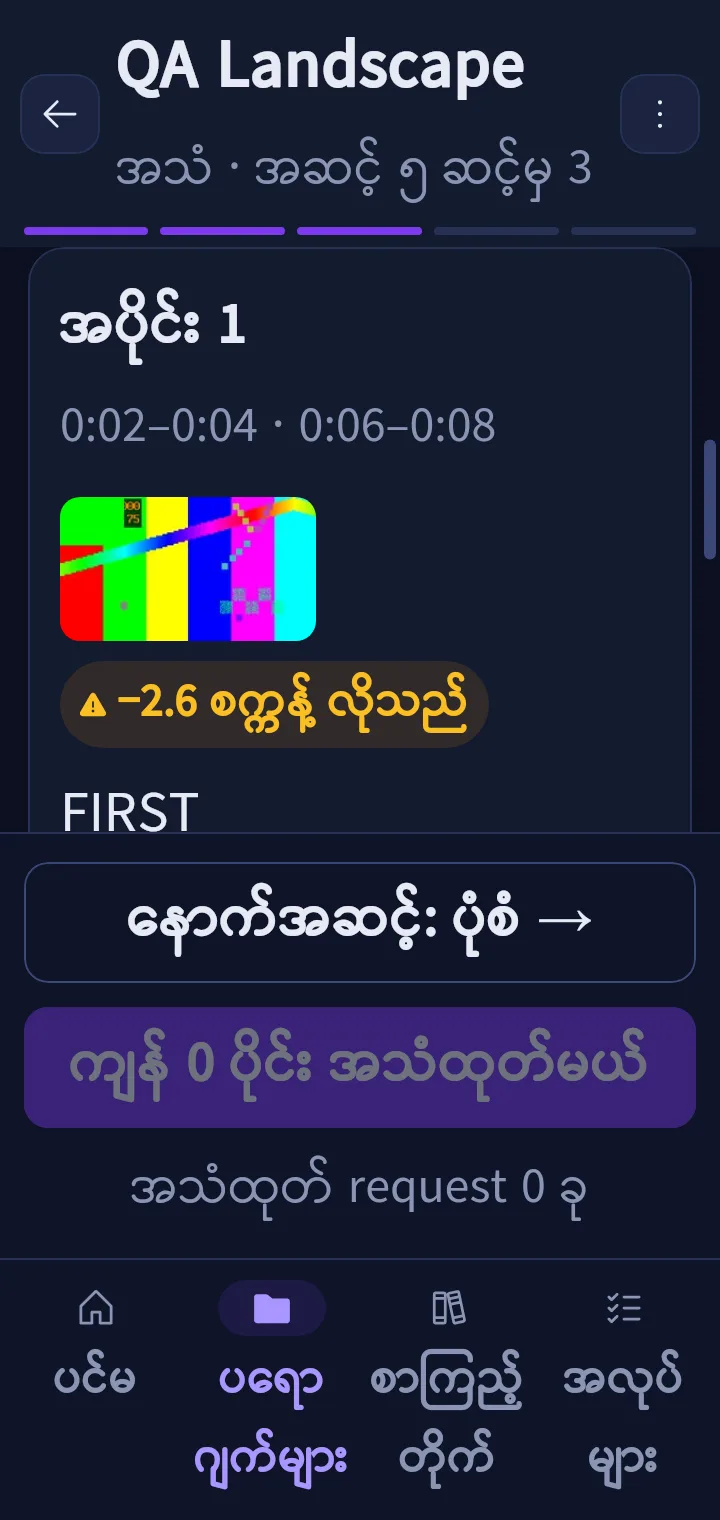 QA Landscape
အသံ · အဆင့် ၅ ဆင့်မှ 3
အပိုင်း 1
0:02–0:04 · 0:06–0:08
−2.6 စက္ကန့် လိုသည်
FIRST
နောက်အဆင့်: ပုံစံ →
ကျန် 0 ပိုင်း အသံထုတ်မယ်
အသံထုတ် request 0 ခု
ပင်မ
ပရော
ဂျက်များ
စာကြည့်
တိုက်
အလုပ်
များ